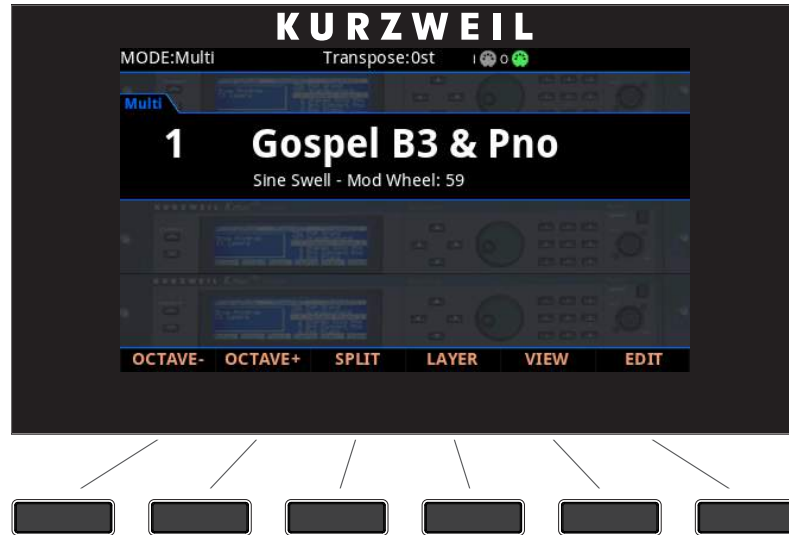 KURZWEIL
MODE:Multi Transpose:0st I O
Multi
1 Gospel B3 & Pno
Sine Swell - Mod Wheel: 59
OCTAVE- OCTAVE+ SPLIT LAYER VIEW EDIT